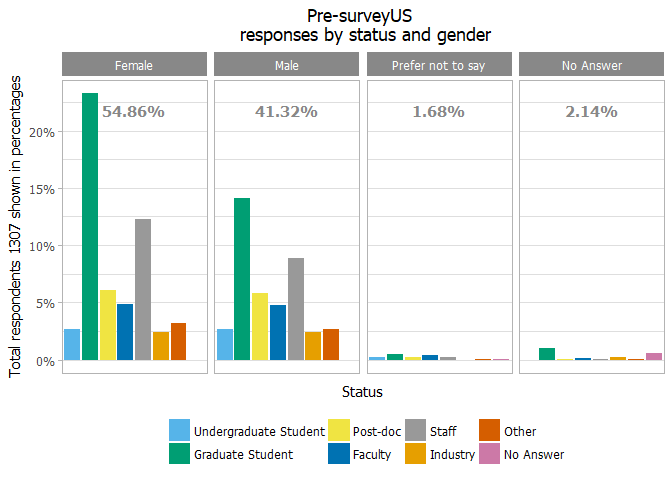 Pre-surveyUS
responses by status and gender
Female Male Prefer not to say No Answer
54.86% 41.32% 1.68% 2.14%
Total respondents 1307 shown in percentages
20%
15%
10%
5%
0%
Status
Undergraduate Student Post-doc Staff Other
Graduate Student Faculty Industry No Answer